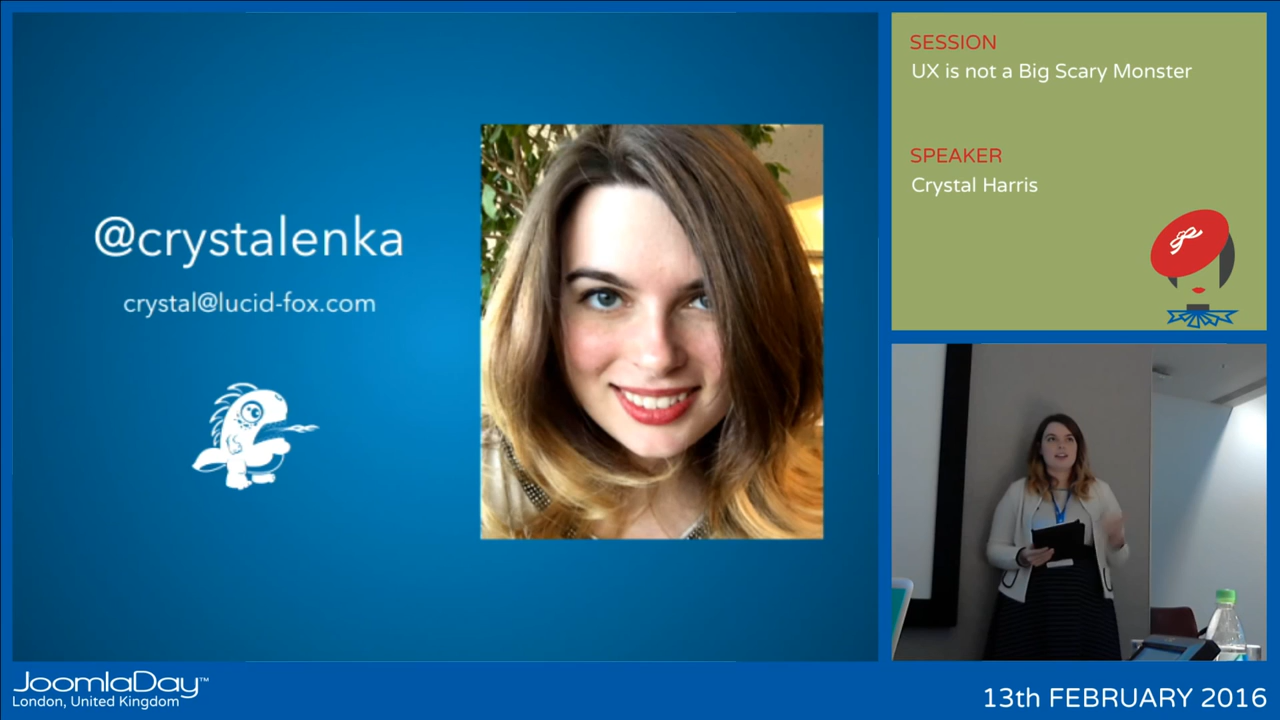 @crystalenka
crystal@lucid-fox.com
SESSION
UX is not a Big Scary Monster
SPEAKER
Crystal Harris
JoomlaDay™
London, United Kingdom
13th FEBRUARY 2016